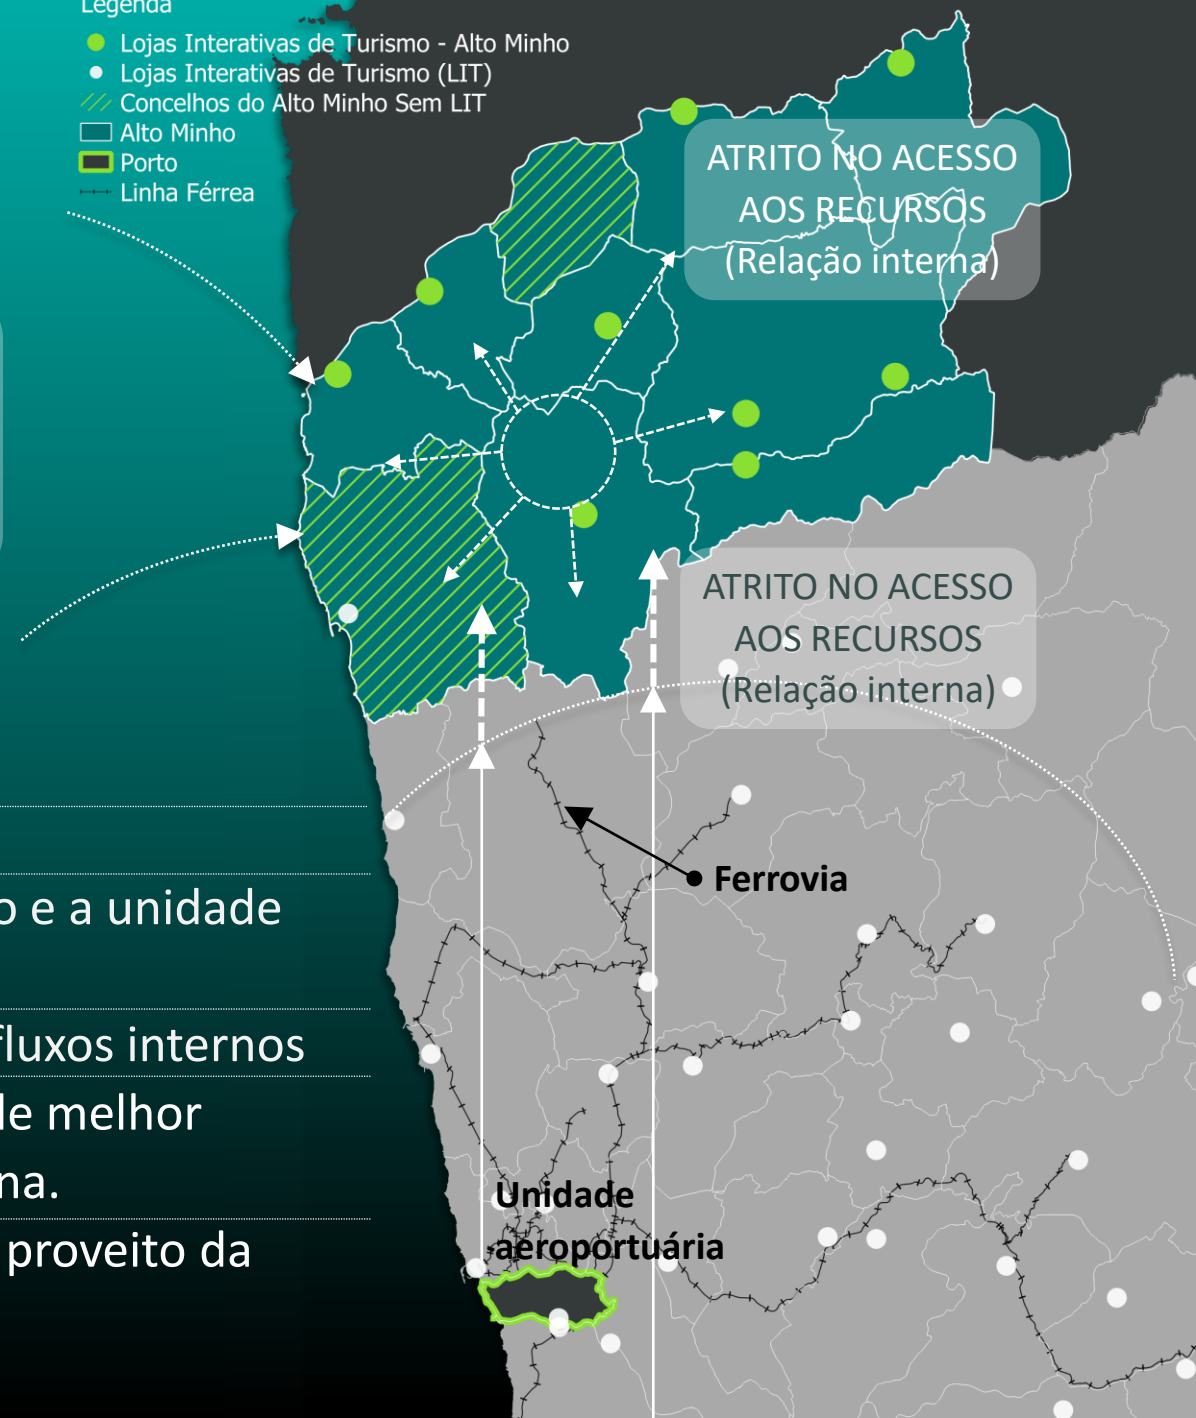 Legenda
Lojas Interativas de Turismo - Alto Minho
Lojas Interativas de Turismo (LIT)
Concelhos do Alto Minho Sem LIT
Alto Minho
Porto
Linha Férrea
ATRITO NO ACESSO
AOS RECURSOS
(Relação interna)
ATRITO NO ACESSO
AOS RECURSOS
(Relação interna)
Ferrovia
o e a unidade
fluxos internos
de melhor
na.
proveito da
Unidade
aeroportuária